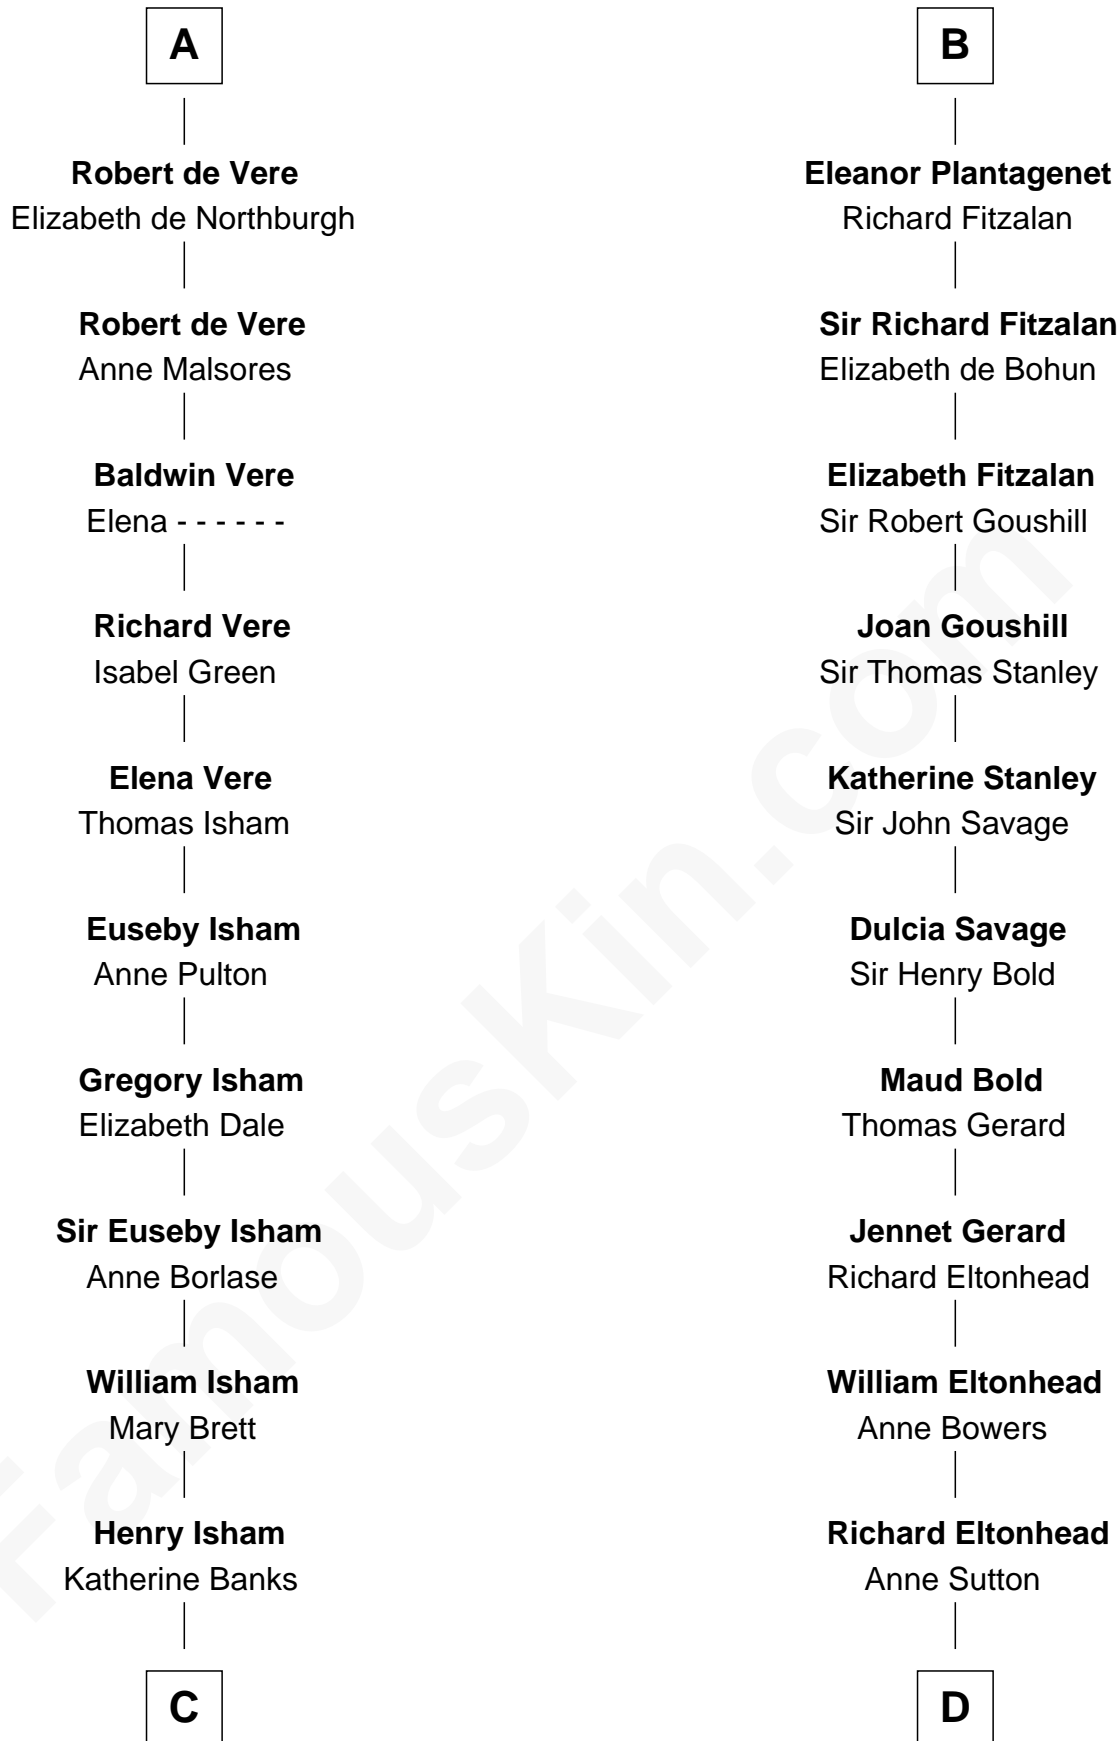 A
Robert de Vere
Elizabeth de Northburgh
Robert de Vere
Anne Malsores
Baldwin Vere
Elena - - - - - -
Richard Vere
Isabel Green
Elena Vere
Thomas Isham
Euseby Isham
Anne Pulton
Gregory Isham
Elizabeth Dale
Sir Euseby Isham
Anne Borlase
William Isham
Mary Brett
Henry Isham
Katherine Banks
C
B
Eleanor Plantagenet
Richard Fitzalan
Sir Richard Fitzalan
Elizabeth de Bohun
Elizabeth Fitzalan
Sir Robert Goushill
Joan Goushill
Sir Thomas Stanley
Katherine Stanley
Sir John Savage
Dulcia Savage
Sir Henry Bold
Maud Bold
Thomas Gerard
Jennet Gerard
Richard Eltonhead
William Eltonhead
Anne Bowers
Richard Eltonhead
Anne Sutton
D
FamousKin.com